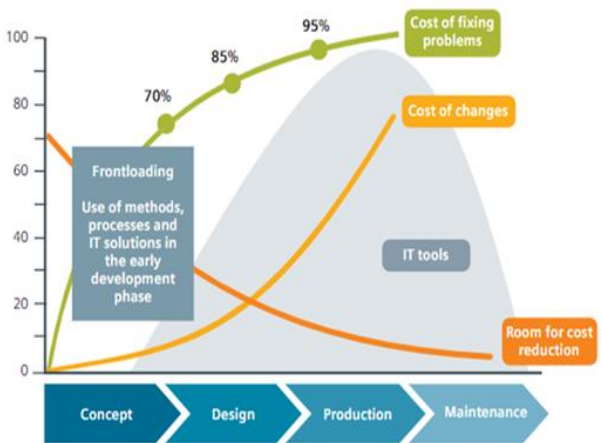 100
80
60
40
20
0
70%
85%
95%
Cost of fixing
problems
Cost of changes
Frontloading
Use of methods,
processes and
IT solutions in
the early
development
phase
IT tools
Room for cost
reduction
Concept
Design
Production
Maintenance